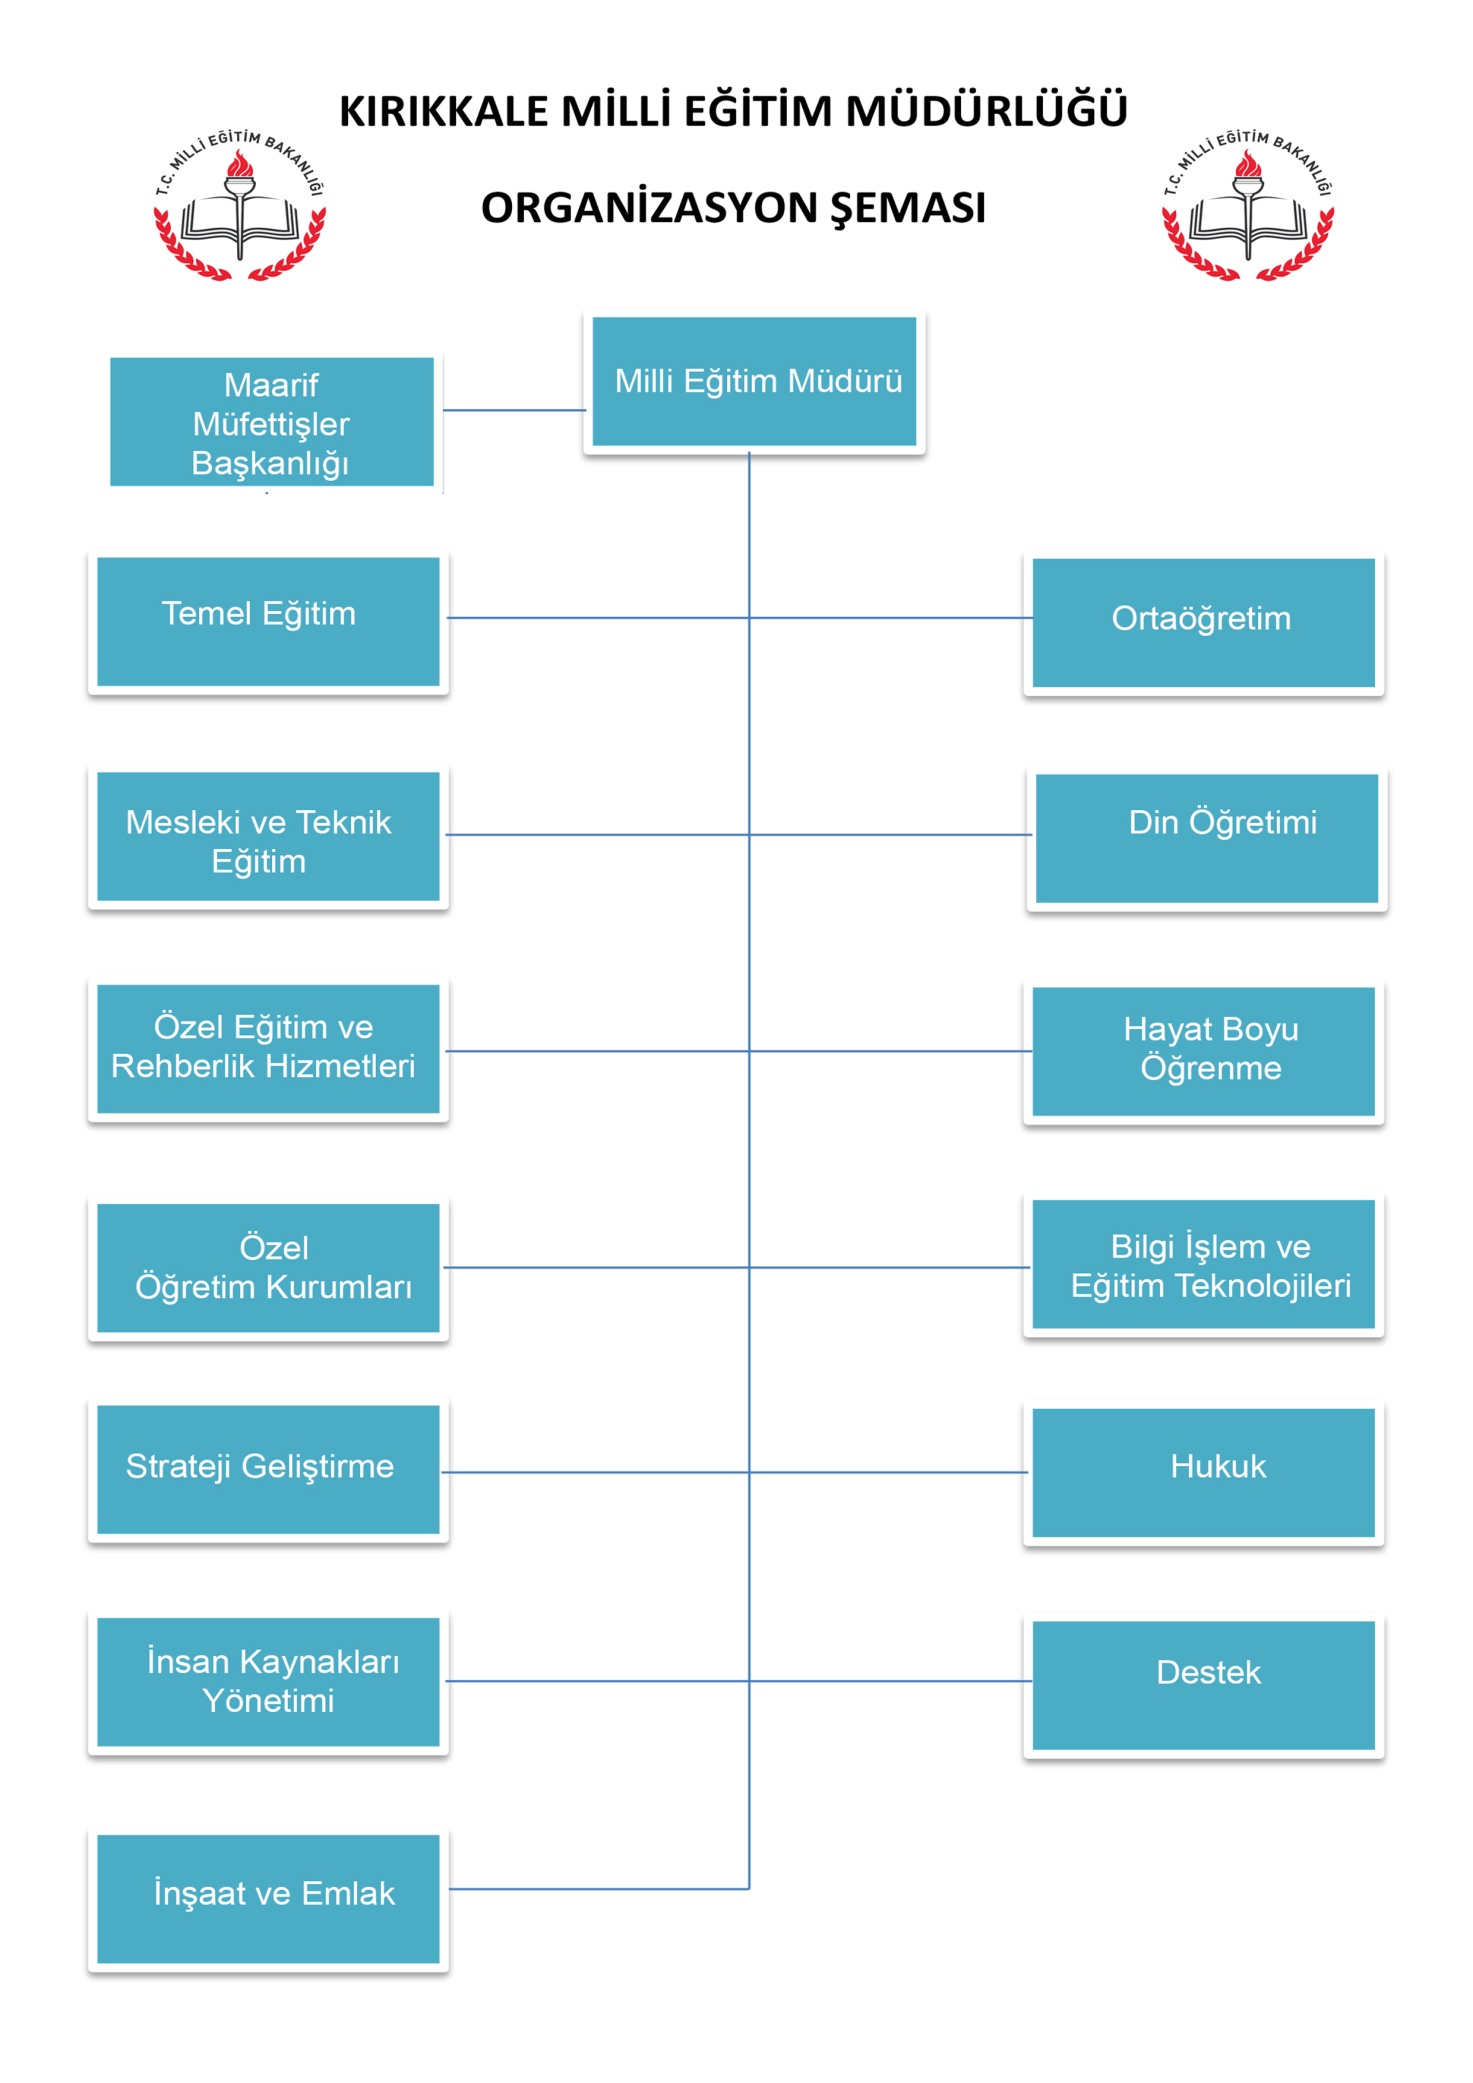 KIRIKKALE MİLLİ EĞİTİM MÜDÜRLÜĞÜ
T.C. MİLLİ EĞİTİM BAKANLIĞI
T.C. MİLLİ EĞİTİM BAKANLIĞI
ORGANİZASYON ŞEMASI
Milli Eğitim Müdürü
Maarif
Müfettişler
Başkanlığı
Temel Eğitim
Ortaöğretim
Mesleki ve Teknik
Eğitim
Din Öğretimi
Özel Eğitim ve
Rehberlik Hizmetleri
Hayat Boyu
Öğrenme
Özel
Öğretim Kurumları
Bilgi İşlem ve
Eğitim Teknolojileri
Strateji Geliştirme
Hukuk
İnsan Kaynakları
Yönetimi
Destek
İnşaat ve Emlak